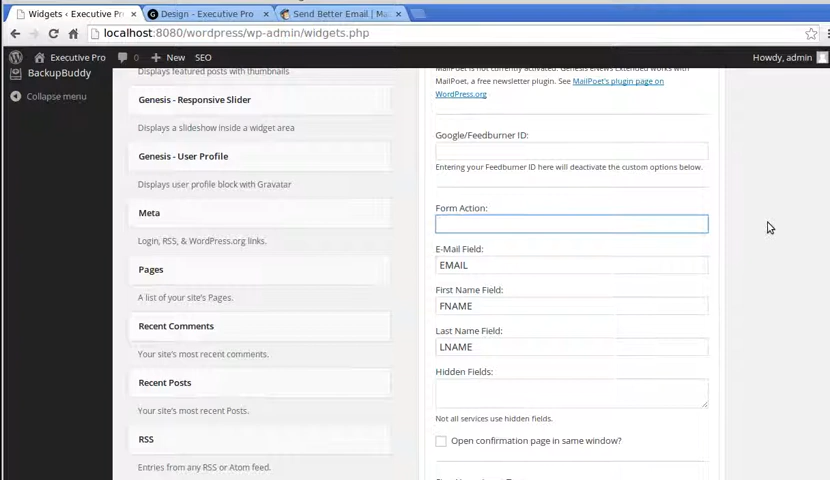 Widgets ‹ Executive Pro
Design - Executive Pro
Send Better Email | Ma
localhost:8080/wordpress/wp-admin/widgets.php
Executive Pro 0 New SEO Howdy, admin
BackupBuddy
Collapse menu
Displays featured posts with thumbnails
Genesis - Responsive Slider
Displays a slideshow inside a widget area
Genesis - User Profile
Displays user profile block with Gravatar
Meta
Login, RSS, & WordPress.org links.
Pages
A list of your site's Pages.
Recent Comments
Your site's most recent comments.
Recent Posts
Your site's most recent Posts.
RSS
Entries from any RSS or Atom feed.
MailPoet is not currently activated. Genesis eNews Extended works with
MailPoet, a free newsletter plugin. See MailPoet's plugin page on
WordPress.org
Google/Feedburner ID:
Entering your Feedburner ID here will deactivate the custom options below.
Form Action:
E-Mail Field:
EMAIL
First Name Field:
FNAME
Last Name Field:
LNAME
Hidden Fields:
Not all services use hidden fields.
Open confirmation page in same window?